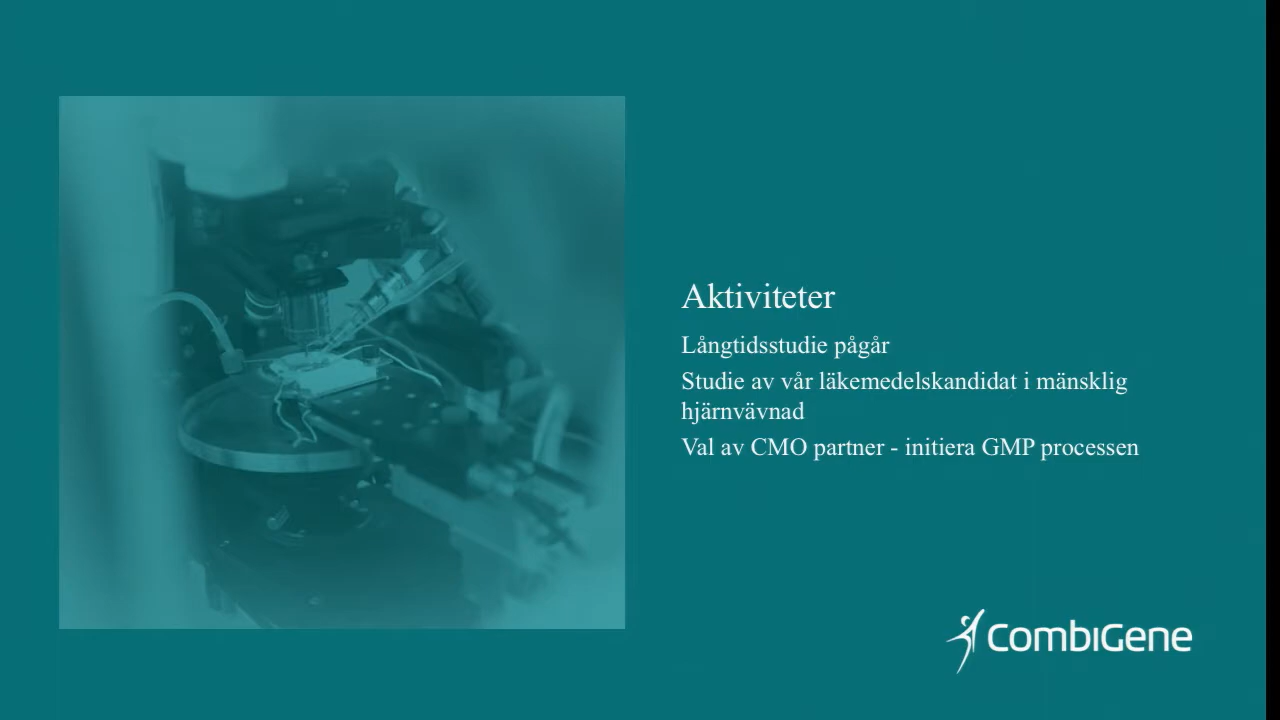 Aktiviteter
Långtidsstudie pågår
Studie av vår läkemedelskandidat i mänsklig
hjärnvävnad
Val av CMO partner - initiera GMP processen
CombiGene